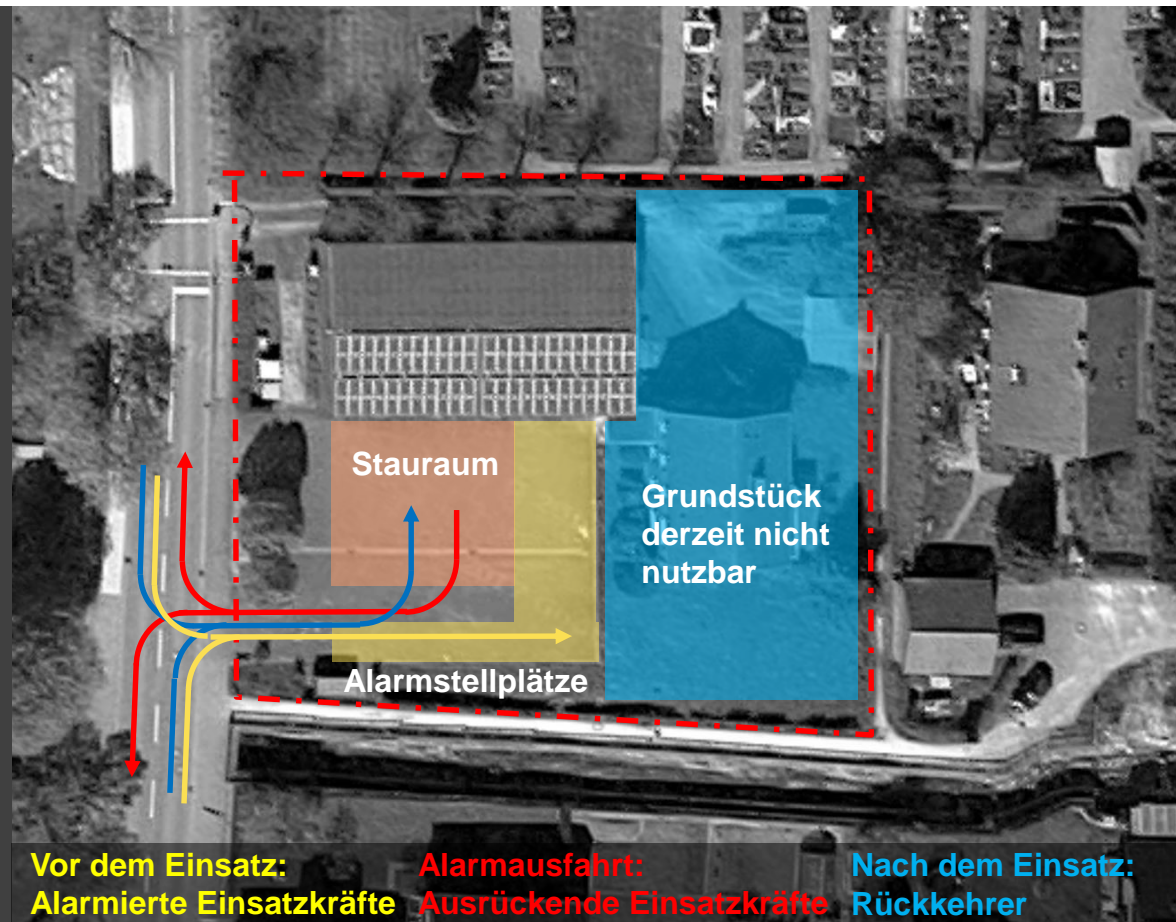 Stauraum
Grundstück
derzeit nicht
nutzbar
Alarmstellplätze
Vor dem Einsatz:
Alarmierte Einsatzkräfte
Alarmausfahrt:
Ausrückende Einsatzkräfte
Nach dem Einsatz:
Rückkehrer